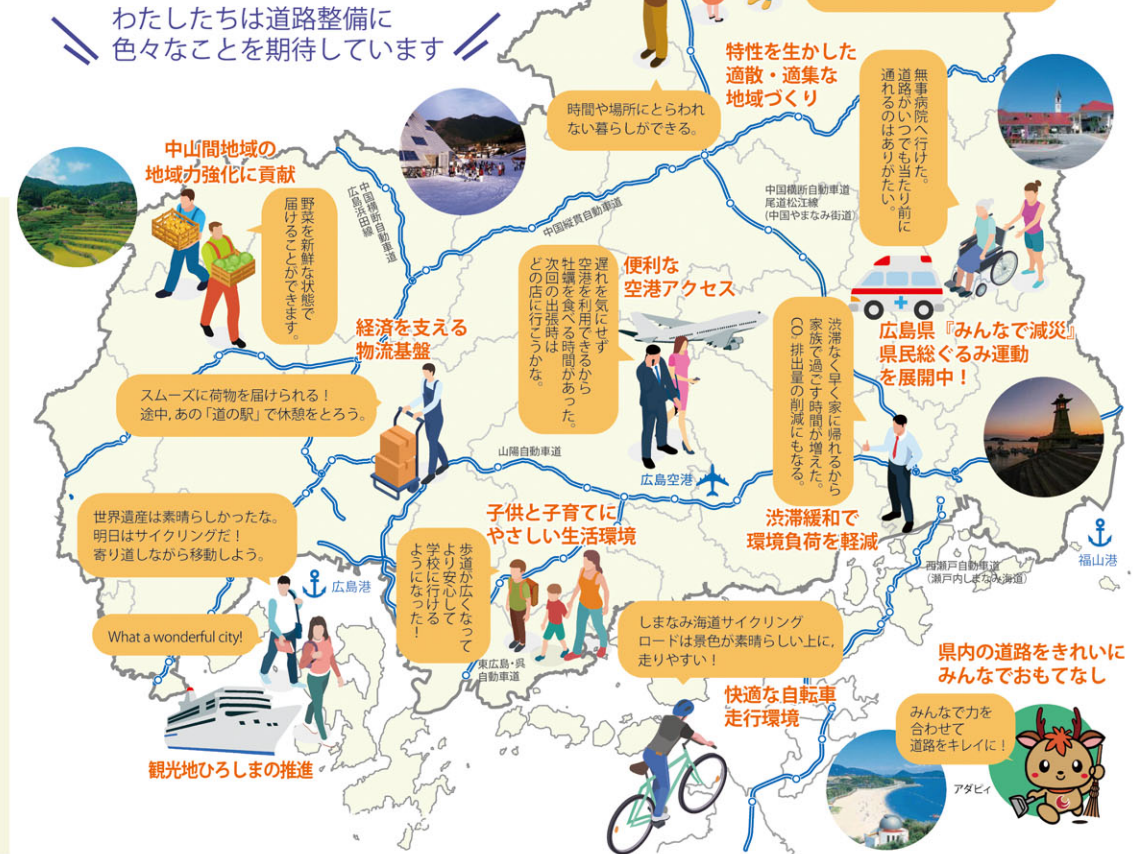 わたしたちは道路整備に
色々なことを期待しています
特性を生かした
適散・適集な
地域づくり
時間や場所にとらわれ
ない暮らしができる。
無事病院へ行けた。
道路がいつでも当たり前に
通れるのはありがたい。
中山間地域の
地域力強化に貢献
野菜を新鮮な状態で
届けることができます。
中国横断自動車道
広島浜田線
中国縦貫自動車道
中国横断自動車道
尾道松江線
(中国やまなみ街道)
便利な
空港アクセス
遅れを気にせず
空港を利用できるから
牡蠣を食べる時間があった。
次回の出張時は
どの店に行こうかな。
広島県『みんなで減災』
県民総ぐるみ運動
を展開中！
経済を支える
物流基盤
スムーズに荷物を届けられる！
途中，あの「道の駅」で休憩をとろう。
渋滞なく早く家に帰れるから
家族で過ごす時間が増えた。
CO₂排出量の削減にもなる。
山陽自動車道
広島空港
渋滞緩和で
環境負荷を軽減
世界遺産は素晴らしかったな。
明日はサイクリングだ！
寄り道しながら移動しよう。
広島港
What a wonderful city!
観光地ひろしまの推進
子供と子育てに
やさしい生活環境
歩道が広くなって
より安心して
学校に行ける
ようになった！
東広島・呉
自動車道
福山港
西瀬戸自動車道
（瀬戸内しまなみ海道）
しまなみ海道サイクリング
ロードは景色が素晴らしい上に，
走りやすい！
快適な自転車
走行環境
県内の道路をきれいに
みんなでおもてなし
みんなで力を
合わせて
道路をキレイに！
アダピィ